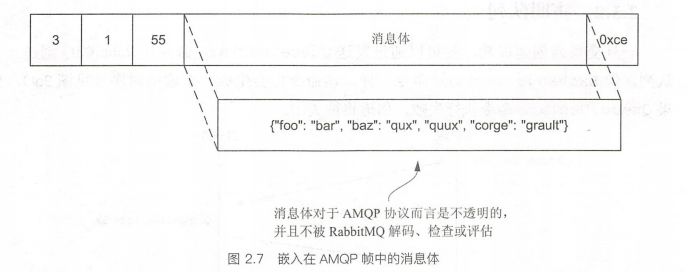 3 1 55 消息体 0xce
{"foo": "bar", "baz": "qux", "quux", "corge": "grault"}
消息体对于 AMQP 协议而言是不透明的，
并且不被 RabbitMQ 解码、检查或评估
图 2.7 嵌入在 AMQP 帧中的消息体